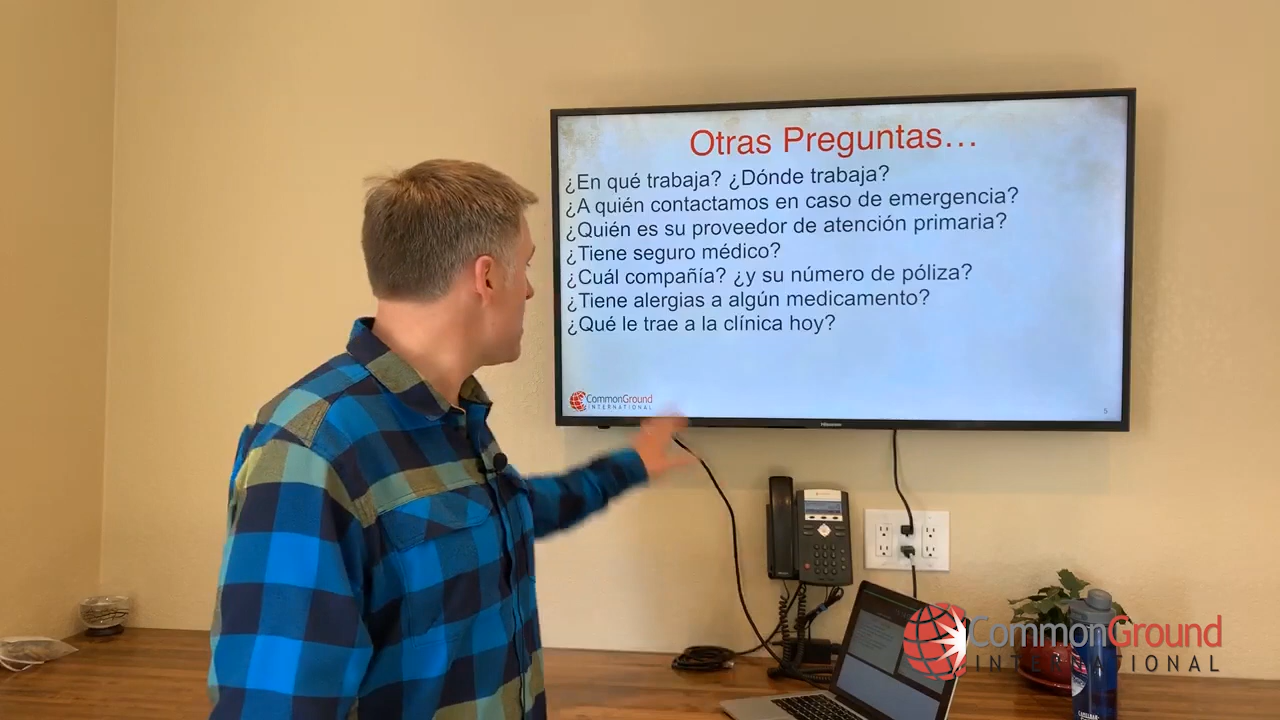 Otras Preguntas…
¿En qué trabaja? ¿Dónde trabaja?
¿A quién contactamos en caso de emergencia?
¿Quién es su proveedor de atención primaria?
¿Tiene seguro médico?
¿Cuál compañía? ¿y su número de póliza?
¿Tiene alergias a algún medicamento?
¿Qué le trae a la clínica hoy?
CommonGround
INTERNATIONAL
5
Hisense
CommonGround
INTERNATIONAL